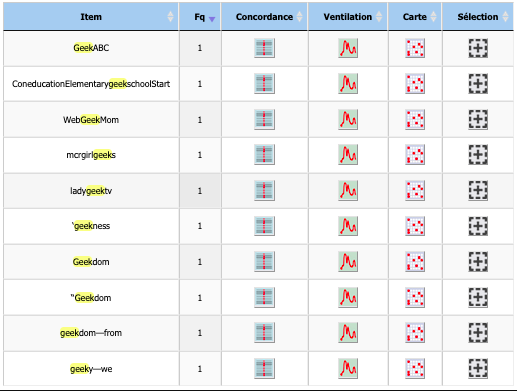 Item Fq Concordance Ventilation Carte Sélection
GeekABC 1
ConeducationElementarygeekschoolStart 1
WebGeekMom 1
mcrgirlgeeks 1
ladygeektv 1
'geekness 1
Geekdom 1
"Geekdom 1
geekdom—from 1
geeky—we 1